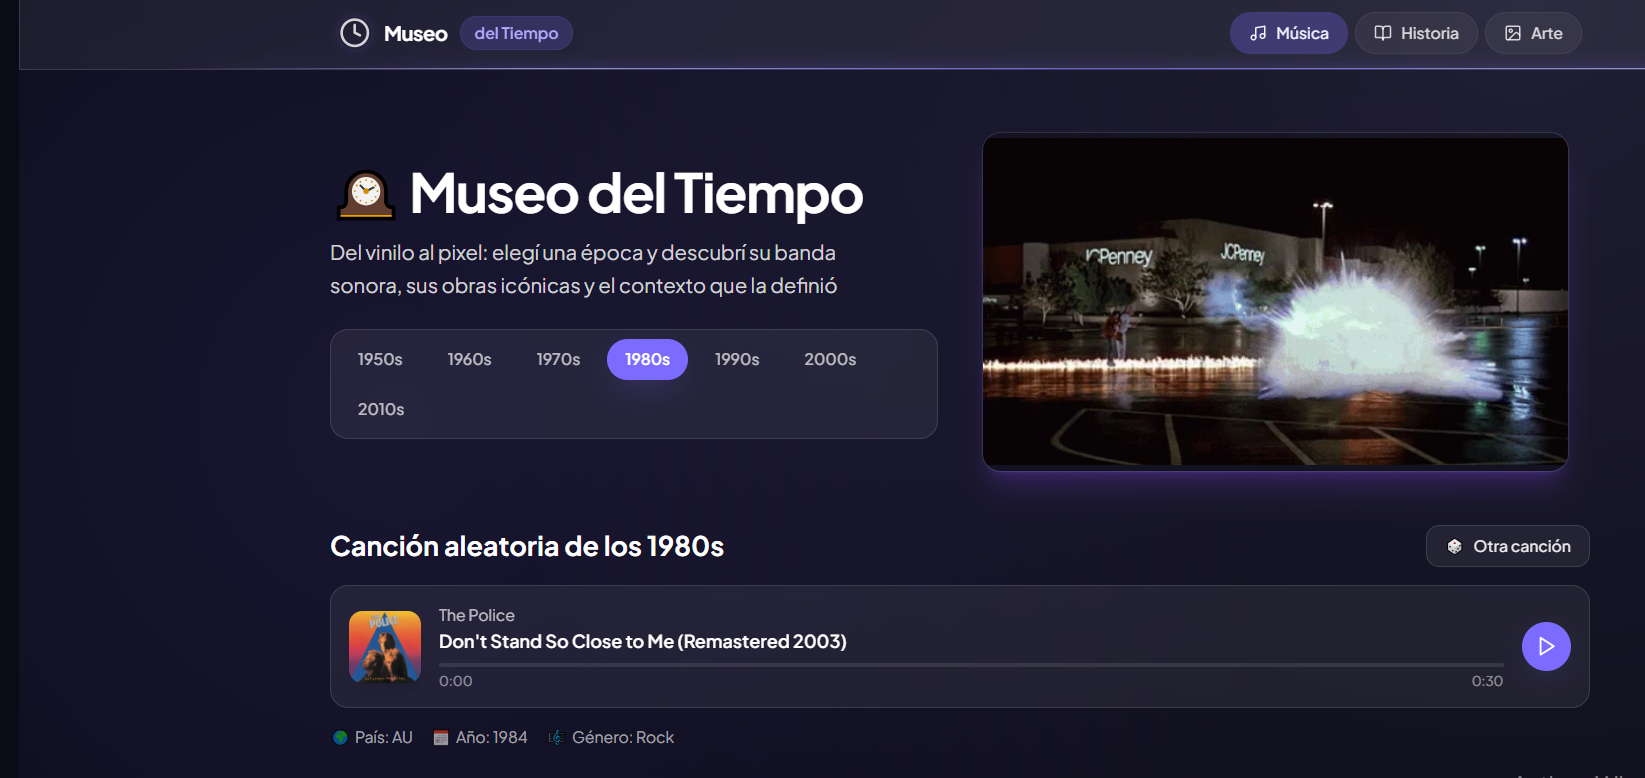 Museo del Tiempo
Música Historia Arte
Museo del Tiempo
Del vinilo al pixel: elegí una época y descubrí su banda
sonora, sus obras icónicas y el contexto que la definió
1950s 1960s 1970s 1980s 1990s 2000s
2010s
JCPenney JCPenney
Canción aleatoria de los 1980s
Otra canción
POLICE
The Police
Don't Stand So Close to Me (Remastered 2003)
0:00 0:30
País: AU Año: 1984 Género: Rock